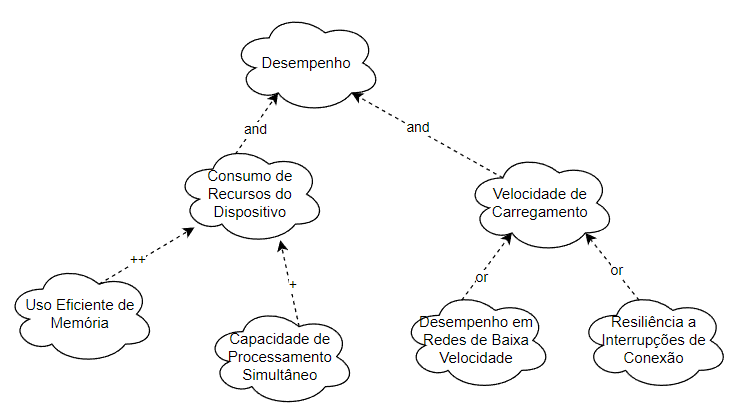 Desempenho
and
and
Consumo de
Recursos do
Dispositivo
Velocidade de
Carregamento
++
+
or
or
Uso Eficiente de
Memória
Capacidade de
Processamento
Simultâneo
Desempenho em
Redes de Baixa
Velocidade
Resiliência a
Interrupções de
Conexão